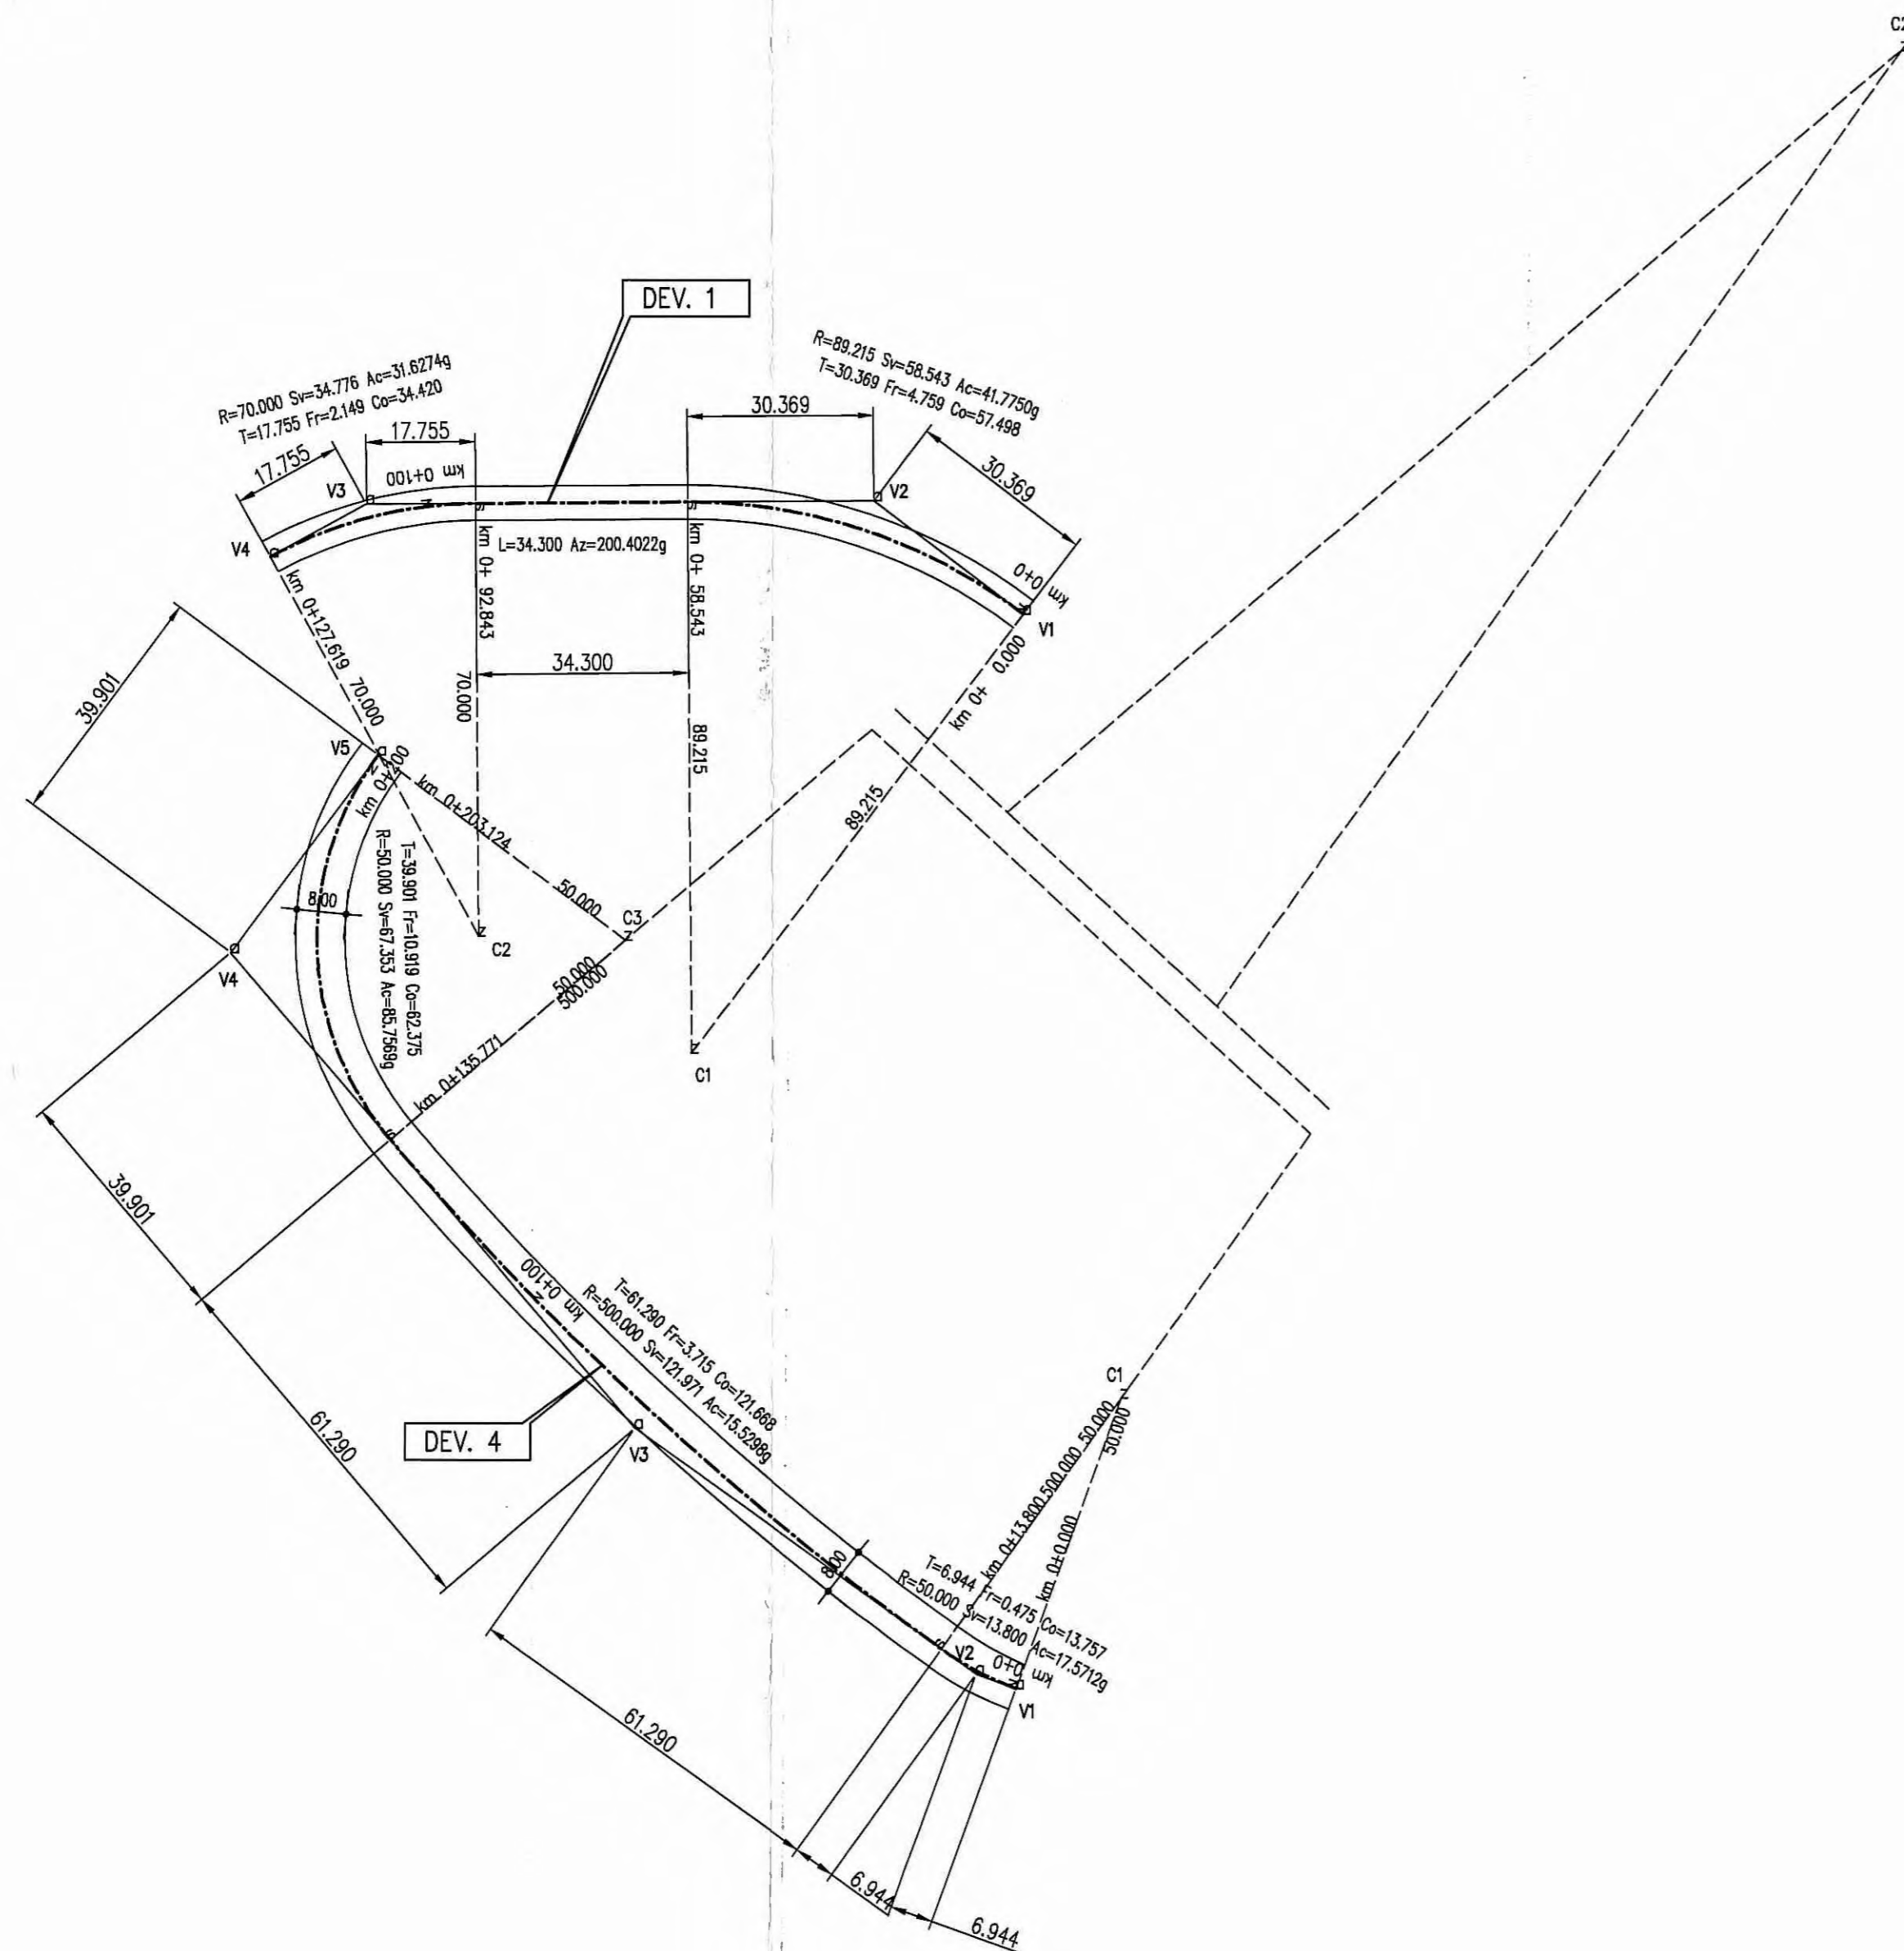 C2
DEV. 1
R=89.215 Sv=58.543 Ac=41.7750g
T=30.369 Fr=4.759 Co=57.498
R=70.000 Sv=34.776 Ac=31.6274g
T=17.755 Fr=2.149 Co=34.420
30.369
17.755
17.755
30.369
km 0+100
V3
V2
V4
L=34.300 Az=200.4022g
km 0+ 92.843
km 0+ 58.543
km 0+0
V1
km 0+127.619 70.000
34.300
70.000
89.215
km 0+ 0.000
89.215
39.901
V5
km 0+200
km 0+203.124
50.000
8.00
T=39.901 Fr=10.919 Co=62.375
R=50.000 Sv=67.353 Ac=85.7569g
C3
C2
V4
50.000
500.000
C1
km 0+135.771
39.901
km 0+100
T=61.290 Fr=3.715 Co=121.668
R=500.000 Sv=121.971 Ac=15.5298g
C1
61.290
DEV. 4
V3
km 0+13.800 500.000 50.000
50.000
km 0+0.000
8.00
T=6.944 Fr=0.475 Co=13.757
R=50.000 Sv=13.800 Ac=17.5712g
V2
km 0+0
V1
61.290
6.944
6.944